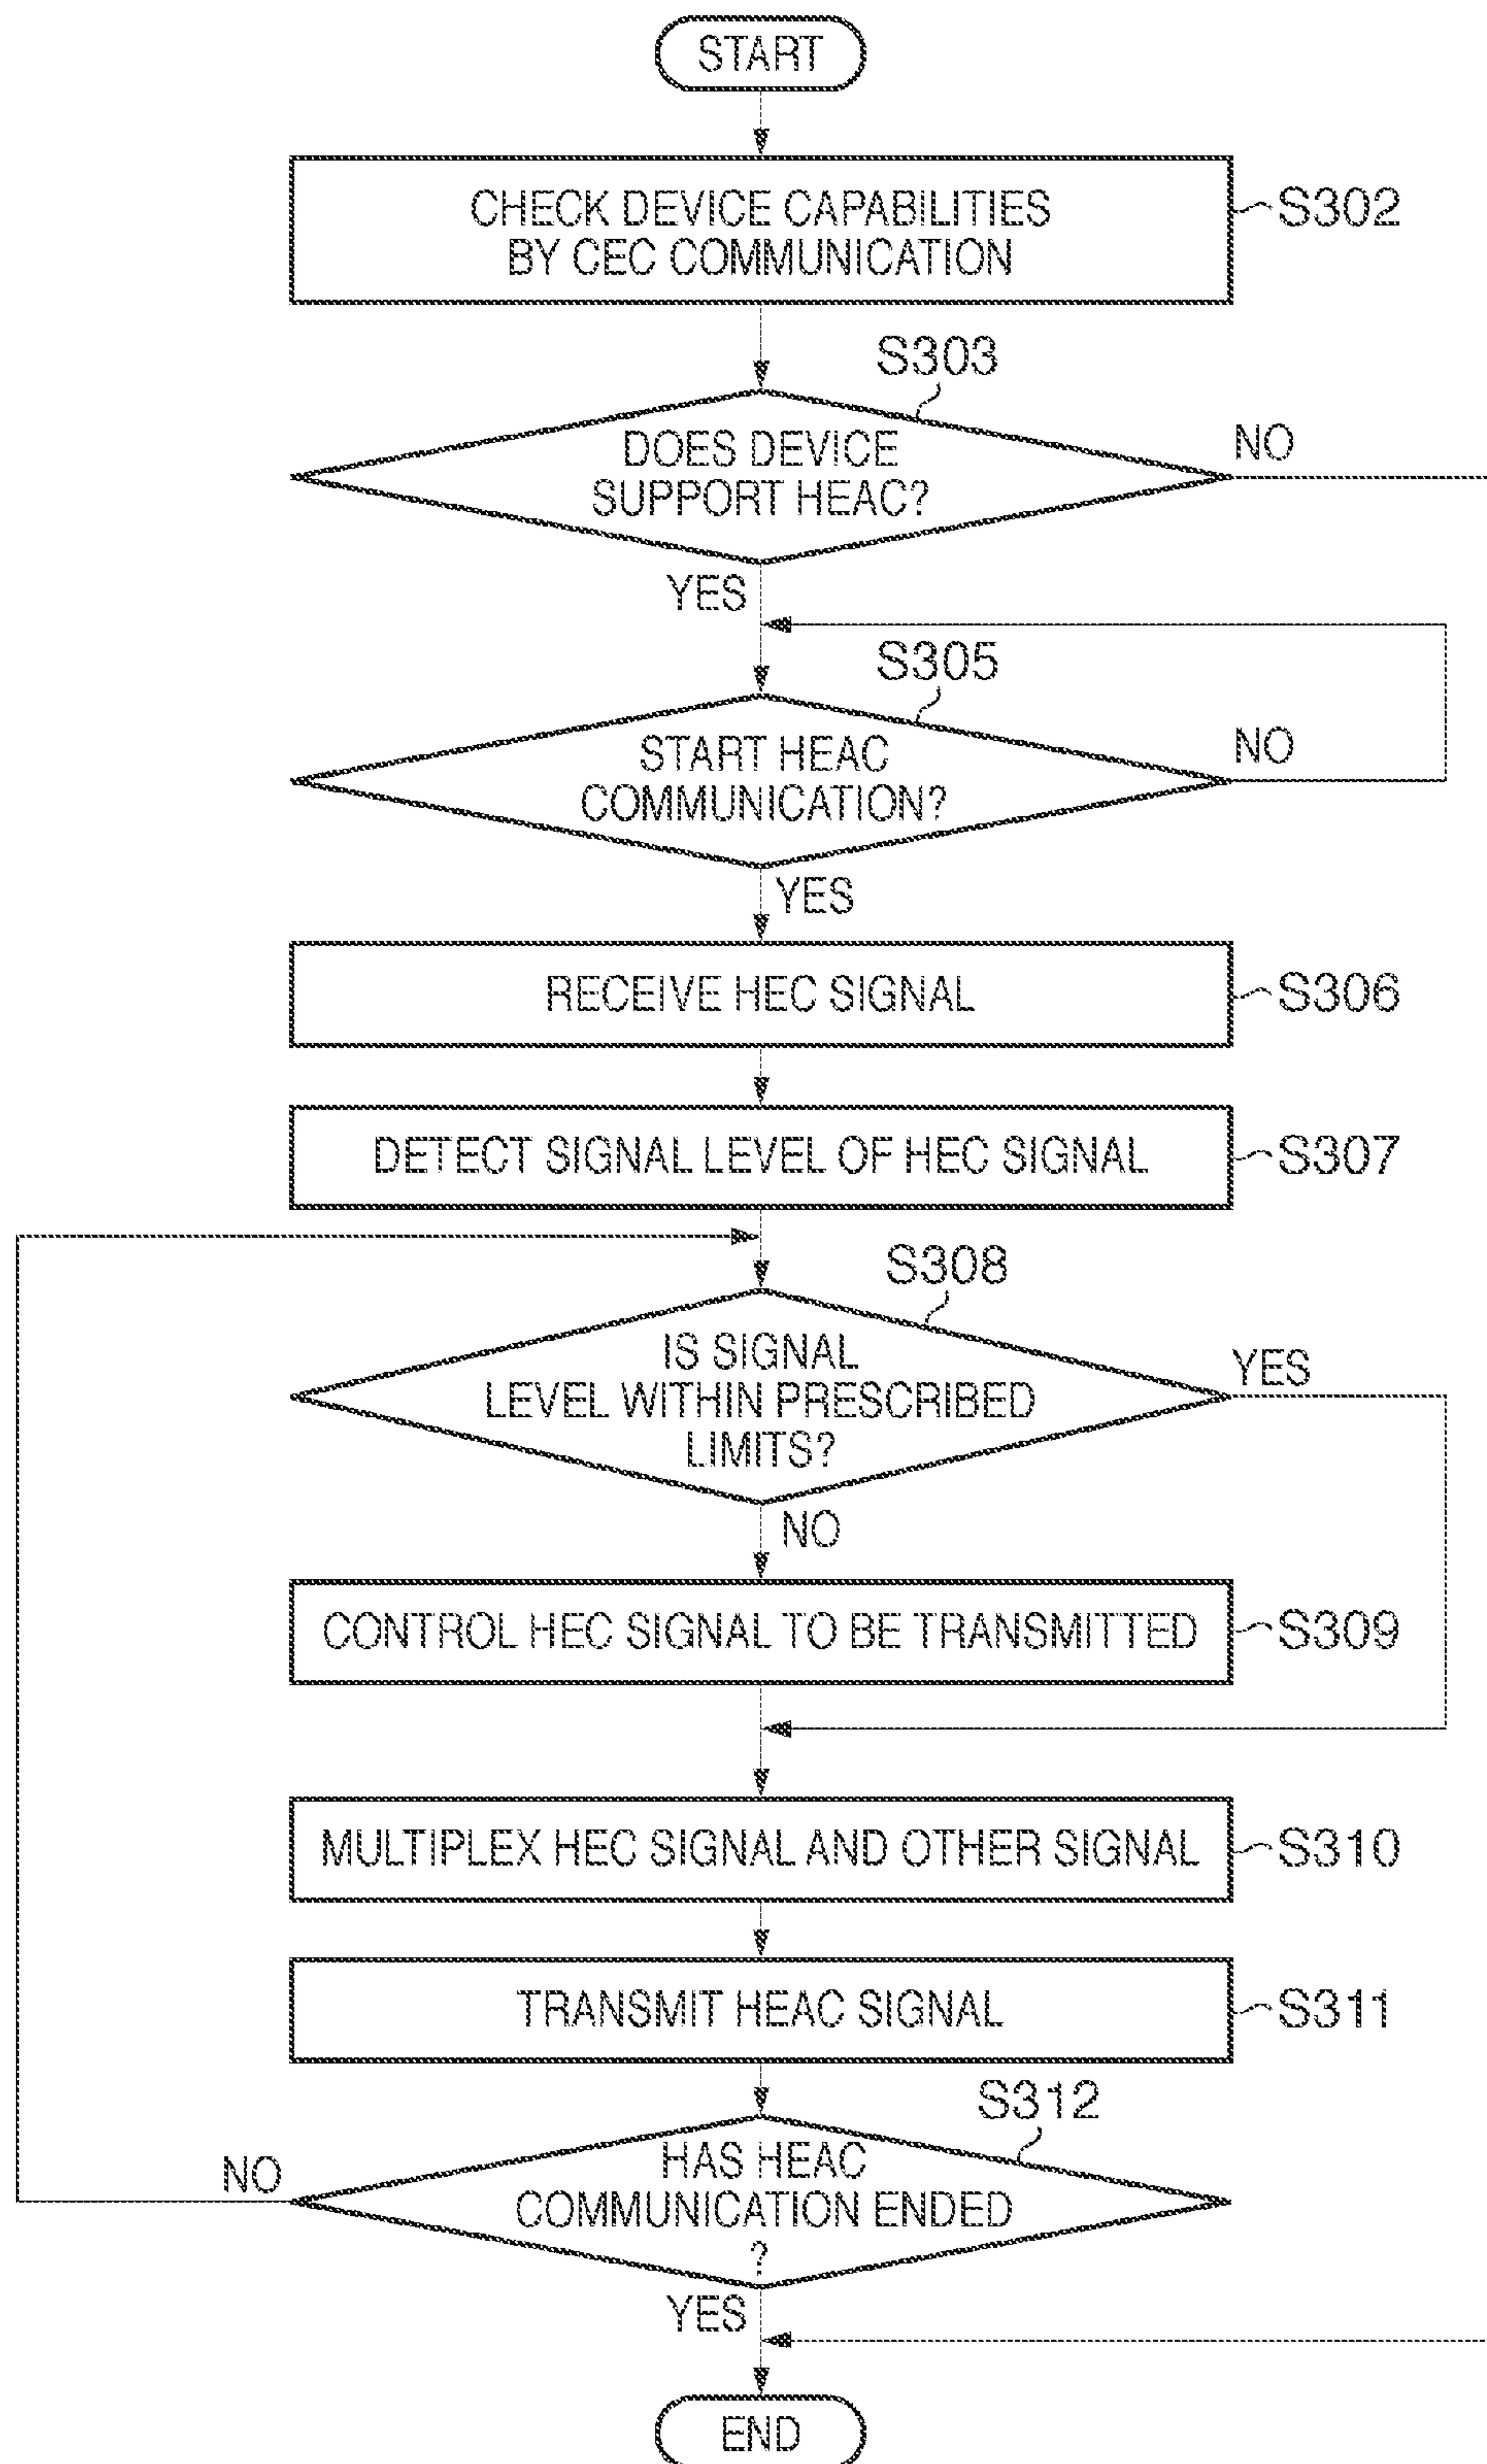 START
CHECK DEVICE CAPABILITIES
BY CEC COMMUNICATION
S302
S303
DOES DEVICE
SUPPORT HEAC?
NO
YES
S305
START HEAC
COMMUNICATION?
NO
YES
RECEIVE HEC SIGNAL
S306
DETECT SIGNAL LEVEL OF HEC SIGNAL
S307
S308
IS SIGNAL
LEVEL WITHIN PRESCRIBED
LIMITS?
YES
NO
CONTROL HEC SIGNAL TO BE TRANSMITTED
S309
MULTIPLEX HEC SIGNAL AND OTHER SIGNAL
S310
TRANSMIT HEAC SIGNAL
S311
S312
HAS HEAC
COMMUNICATION ENDED
?
NO
YES
END